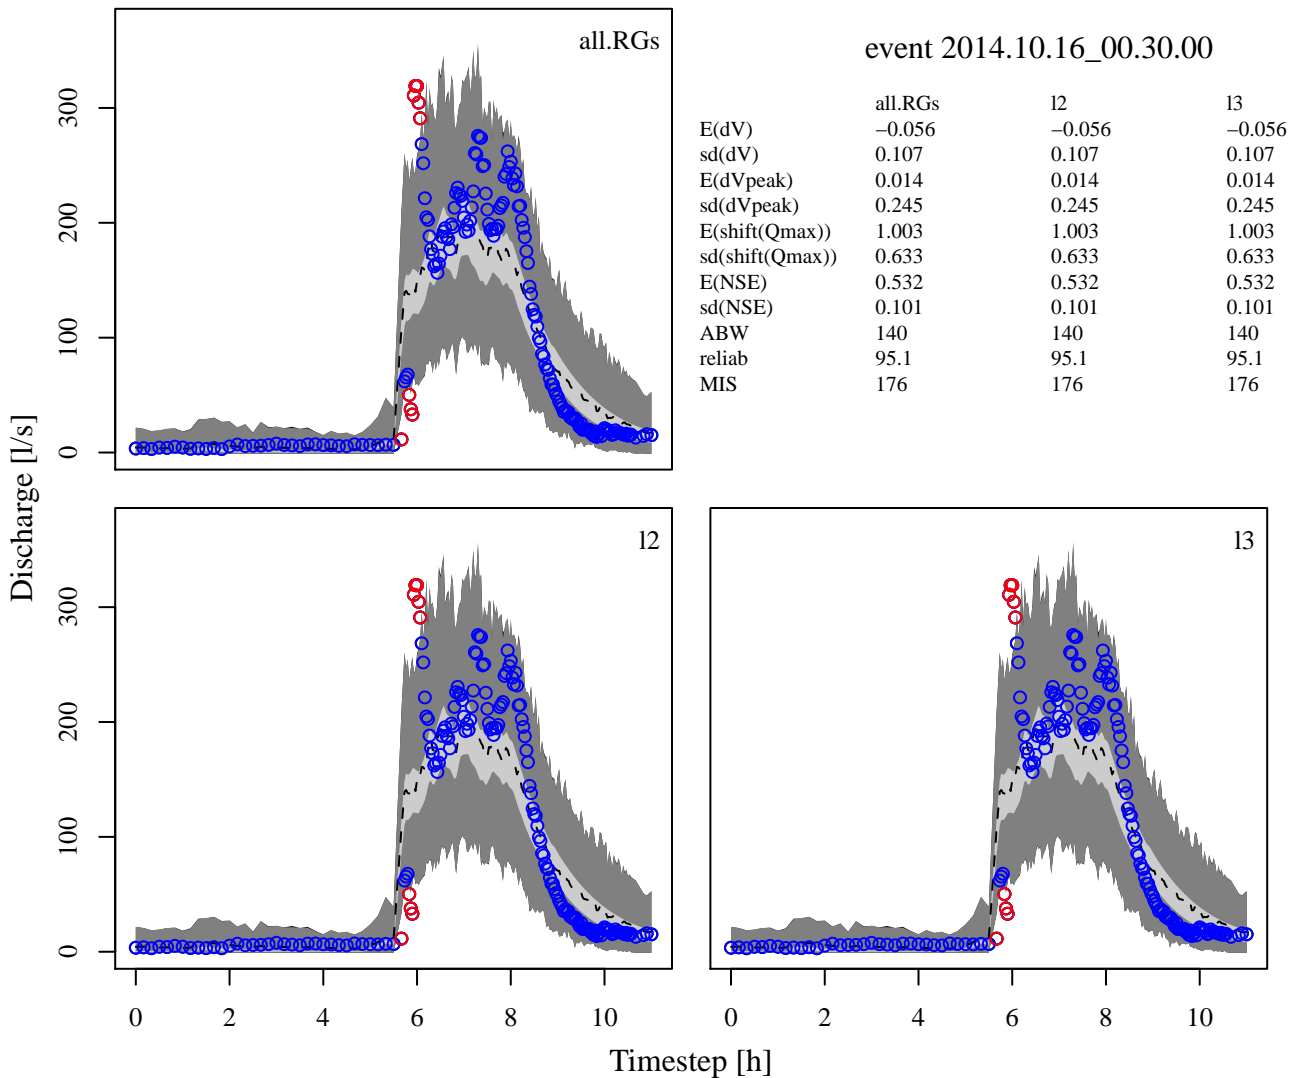 all.RGs
event 2014.10.16_00.30.00
all.RGs l2 l3
E(dV) −0.056 −0.056 −0.056
sd(dV) 0.107 0.107 0.107
E(dVpeak) 0.014 0.014 0.014
sd(dVpeak) 0.245 0.245 0.245
E(shift(Qmax)) 1.003 1.003 1.003
sd(shift(Qmax)) 0.633 0.633 0.633
E(NSE) 0.532 0.532 0.532
sd(NSE) 0.101 0.101 0.101
ABW 140 140 140
reliab 95.1 95.1 95.1
MIS 176 176 176
300
200
100
0
Discharge [l/s]
l2
300
200
100
0
0 2 4 6 8 10
l3
0 2 4 6 8 10
Timestep [h]